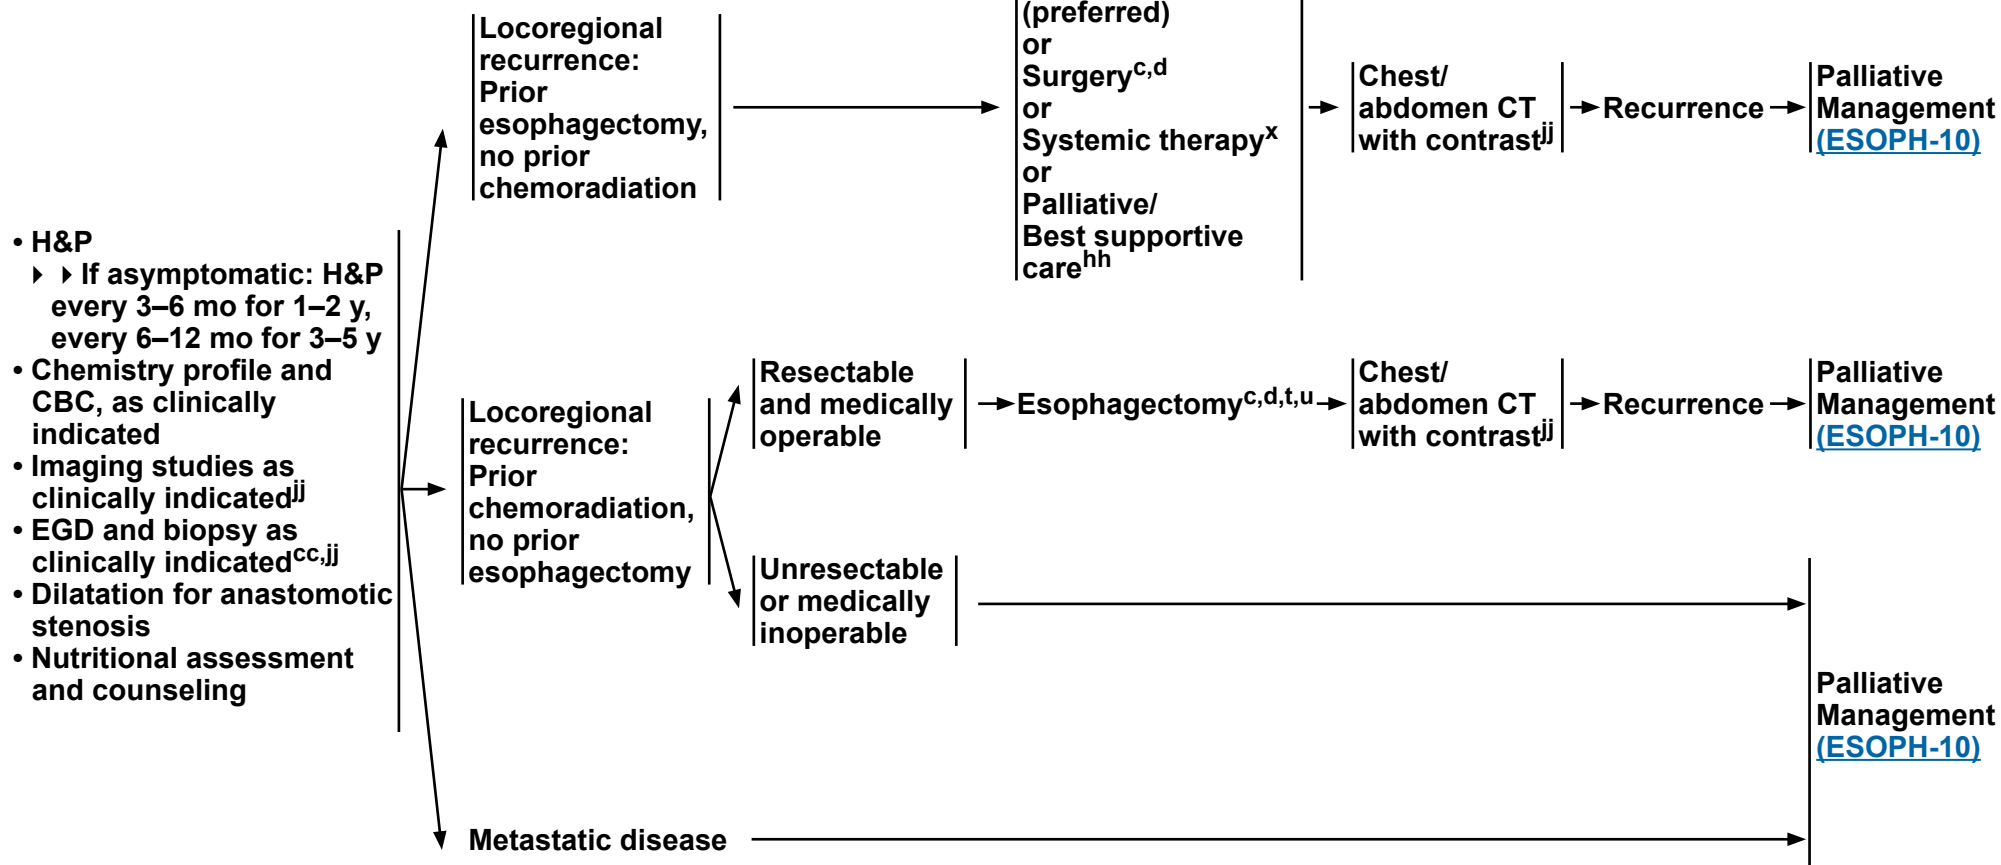 • H&P
▸ ▸ If asymptomatic: H&P
every 3–6 mo for 1–2 y,
every 6–12 mo for 3–5 y
• Chemistry profile and
CBC, as clinically
indicated
• Imaging studies as
clinically indicatedjj
• EGD and biopsy as
clinically indicatedcc,jj
• Dilatation for anastomotic
stenosis
• Nutritional assessment
and counseling
Locoregional
recurrence:
Prior
esophagectomy,
no prior
chemoradiation
(preferred)
or
Surgeryc,d
or
Systemic therapyx
or
Palliative/
Best supportive
carehh
Chest/
abdomen CT
with contrastjj
Recurrence
Palliative
Management
(ESOPH-10)
Locoregional
recurrence:
Prior
chemoradiation,
no prior
esophagectomy
Resectable
and medically
operable
Esophagectomyc,d,t,u
Chest/
abdomen CT
with contrastjj
Recurrence
Palliative
Management
(ESOPH-10)
Unresectable
or medically
inoperable
Metastatic disease
Palliative
Management
(ESOPH-10)